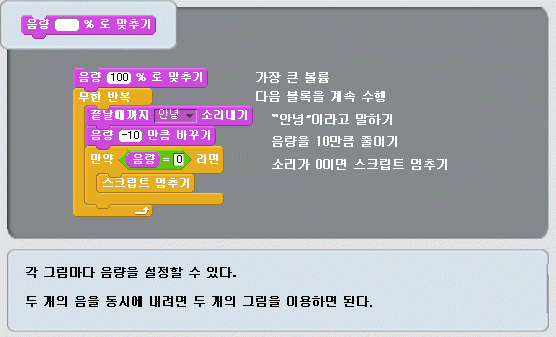 음량 % 로 맞추기
음량 100 % 로 맞추기 가장 큰 볼륨
무한 반복 다음 블록을 계속 수행
끝날때까지 안녕 소리내기 "안녕"이라고 말하기
음량 -10 만큼 바꾸기 음량을 10만큼 줄이기
만약 음량 = 0 라면 소리가 0이면 스크립트 멈추기
스크립트 멈추기
각 그림마다 음량을 설정할 수 있다.
두 개의 음을 동시에 내려면 두 개의 그림을 이용하면 된다.